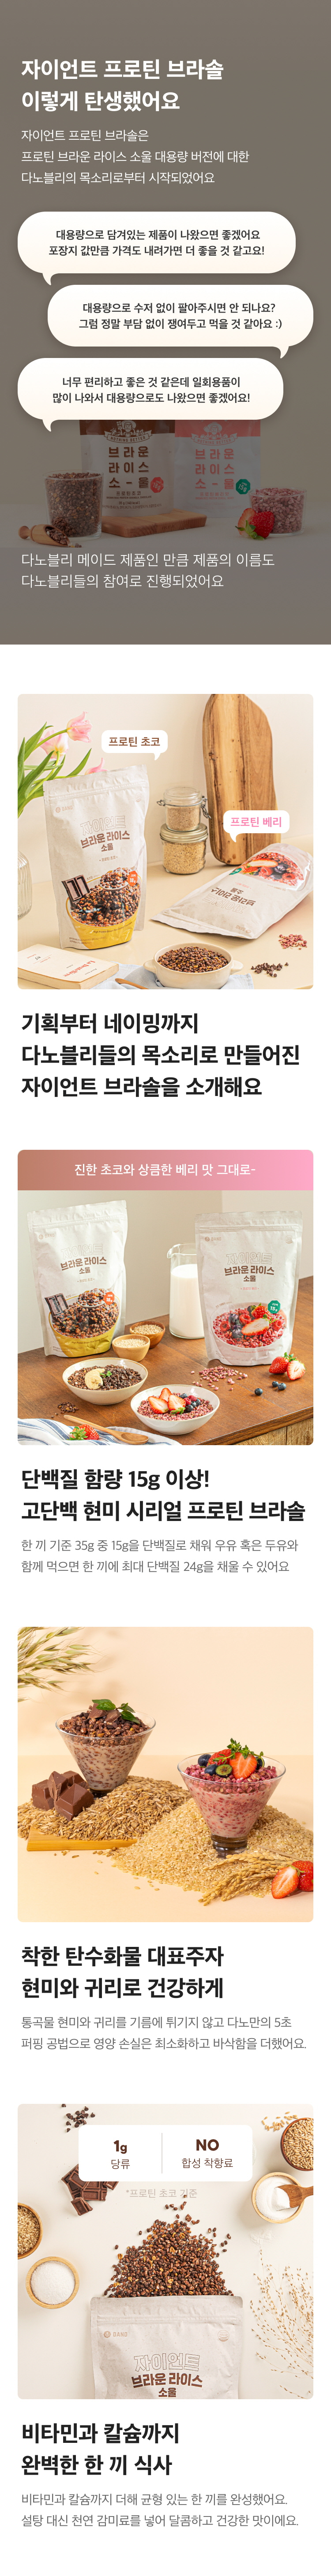 자이언트 프로틴 브라솔
이렇게 탄생했어요
자이언트 프로틴 브라솔은
프로틴 브라운 라이스 소울 대용량 버전에 대한
다노블리의 목소리로부터 시작되었어요
대용량으로 담겨있는 제품이 나왔으면 좋겠어요
포장지 값만큼 가격도 내려가면 더 좋을 것 같고요!
대용량으로 수저 없이 팔아주시면 안 되나요?
그럼 정말 부담 없이 쟁여두고 먹을 것 같아요 :)
너무 편리하고 좋은 것 같은데 일회용품이
많이 나와서 대용량으로도 나왔으면 좋겠어요!
브라운
라이스
소-울
브라운
라이스
소-울
다노블리 메이드 제품인 만큼 제품의 이름도
다노블리들의 참여로 진행되었어요
프로틴 초코
프로틴 베리
자이언트
브라운 라이스
소울
기획부터 네이밍까지
다노블리들의 목소리로 만들어진
자이언트 브라솔을 소개해요
진한 초코와 상큼한 베리 맛 그대로-
자이언트
브라운 라이스
소울
자이언트
브라운 라이스
소울
단백질 함량 15g 이상!
고단백 현미 시리얼 프로틴 브라솔
한 끼 기준 35g 중 15g을 단백질로 채워 우유 혹은 두유와
함께 먹으면 한 끼에 최대 단백질 24g을 채울 수 있어요
착한 탄수화물 대표주자
현미와 귀리로 건강하게
통곡물 현미와 귀리를 기름에 튀기지 않고 다노만의 5초
퍼핑 공법으로 영양 손실은 최소화하고 바삭함을 더했어요.
1g
당류
NO
합성 착향료
*프로틴 초코 기준
DANO
자이언트
브라운 라이스
소울
비타민과 칼슘까지
완벽한 한 끼 식사
비타민과 칼슘까지 더해 균형 있는 한 끼를 완성했어요.
설탕 대신 천연 감미료를 넣어 달콤하고 건강한 맛이에요.